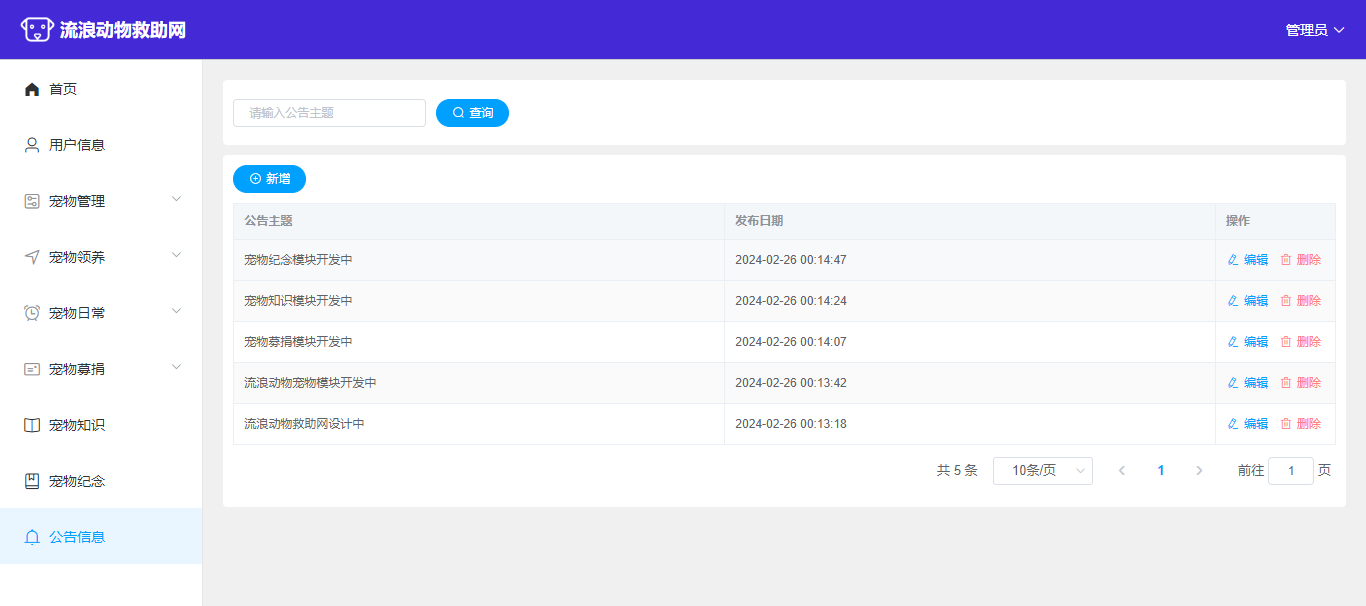 流浪动物救助网
管理员
首页
用户信息
宠物管理
宠物领养
宠物日常
宠物募捐
宠物知识
宠物纪念
公告信息
请输入公告主题
查询
新增
公告主题 发布日期 操作
宠物纪念模块开发中 2024-02-26 00:14:47 编辑 删除
宠物知识模块开发中 2024-02-26 00:14:24 编辑 删除
宠物募捐模块开发中 2024-02-26 00:14:07 编辑 删除
流浪动物宠物模块开发中 2024-02-26 00:13:42 编辑 删除
流浪动物救助网设计中 2024-02-26 00:13:18 编辑 删除
共 5 条 10条/页 1 前往 1 页